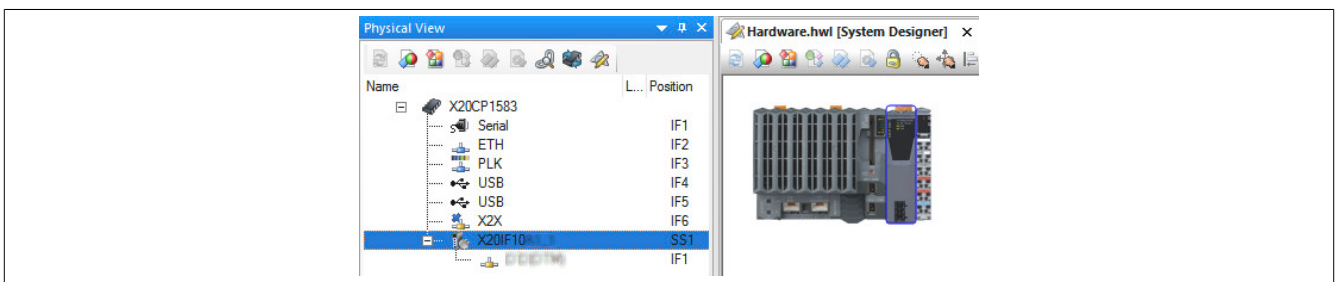 Physical View
Hardware.hwl [System Designer]
Name L... Position
X20CP1583
Serial IF1
ETH IF2
PLK IF3
USB IF4
USB IF5
X2X IF6
X20IF10 SS1
IF1